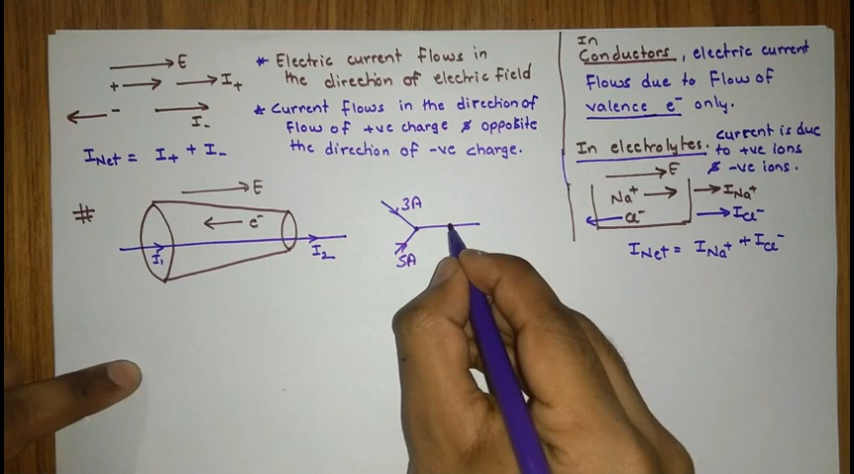 E
+ I+
-
I-
INet = I+ + I-
* Electric current Flows in
the direction of electric field
* Current flows in the direction of
flow of +ve charge & opposite
the direction of -ve charge.
In
Conductors, electric current
Flows due to Flow of
valence e- only.
In electrolytes. current is due
to +ve ions
& -ve ions.
E
Na+ INa+
Cl- ICl-
INet = INa+ + ICl-
#
E
e-
I1
I2
3A
5A